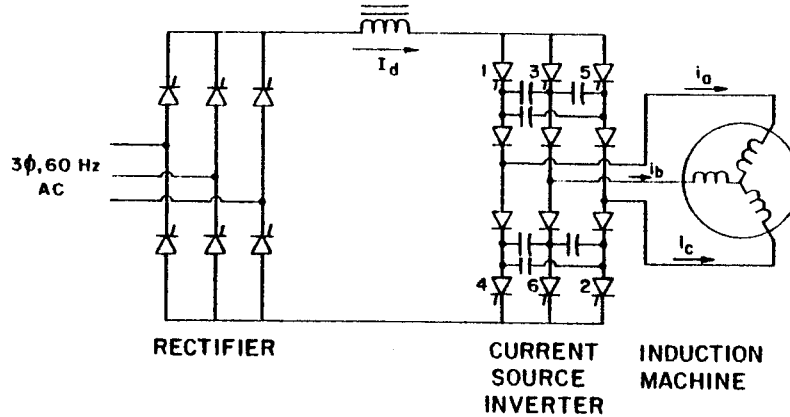 I_d
1
3
5
i_a
3ϕ, 60 Hz
AC
i_b
i_c
4
6
2
RECTIFIER
CURRENT
SOURCE
INVERTER
INDUCTION
MACHINE